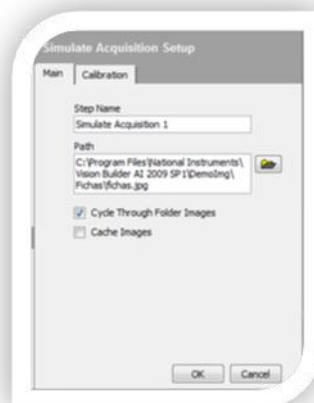 Simulate Acquisition Setup
Main
Calibration
Step Name
Simulate Acquisition 1
Path
C:\Program Files\National Instruments\
Vision Builder AI 2009 SP1\DemoImg\
Fichas\fichas.jpg
Cycle Through Folder Images
Cache Images
OK
Cancel